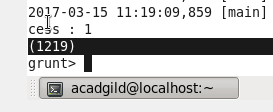 2017-03-15 11:19:09,859 [main]
cess : 1
(1219)
grunt>
acadgild@localhost:~